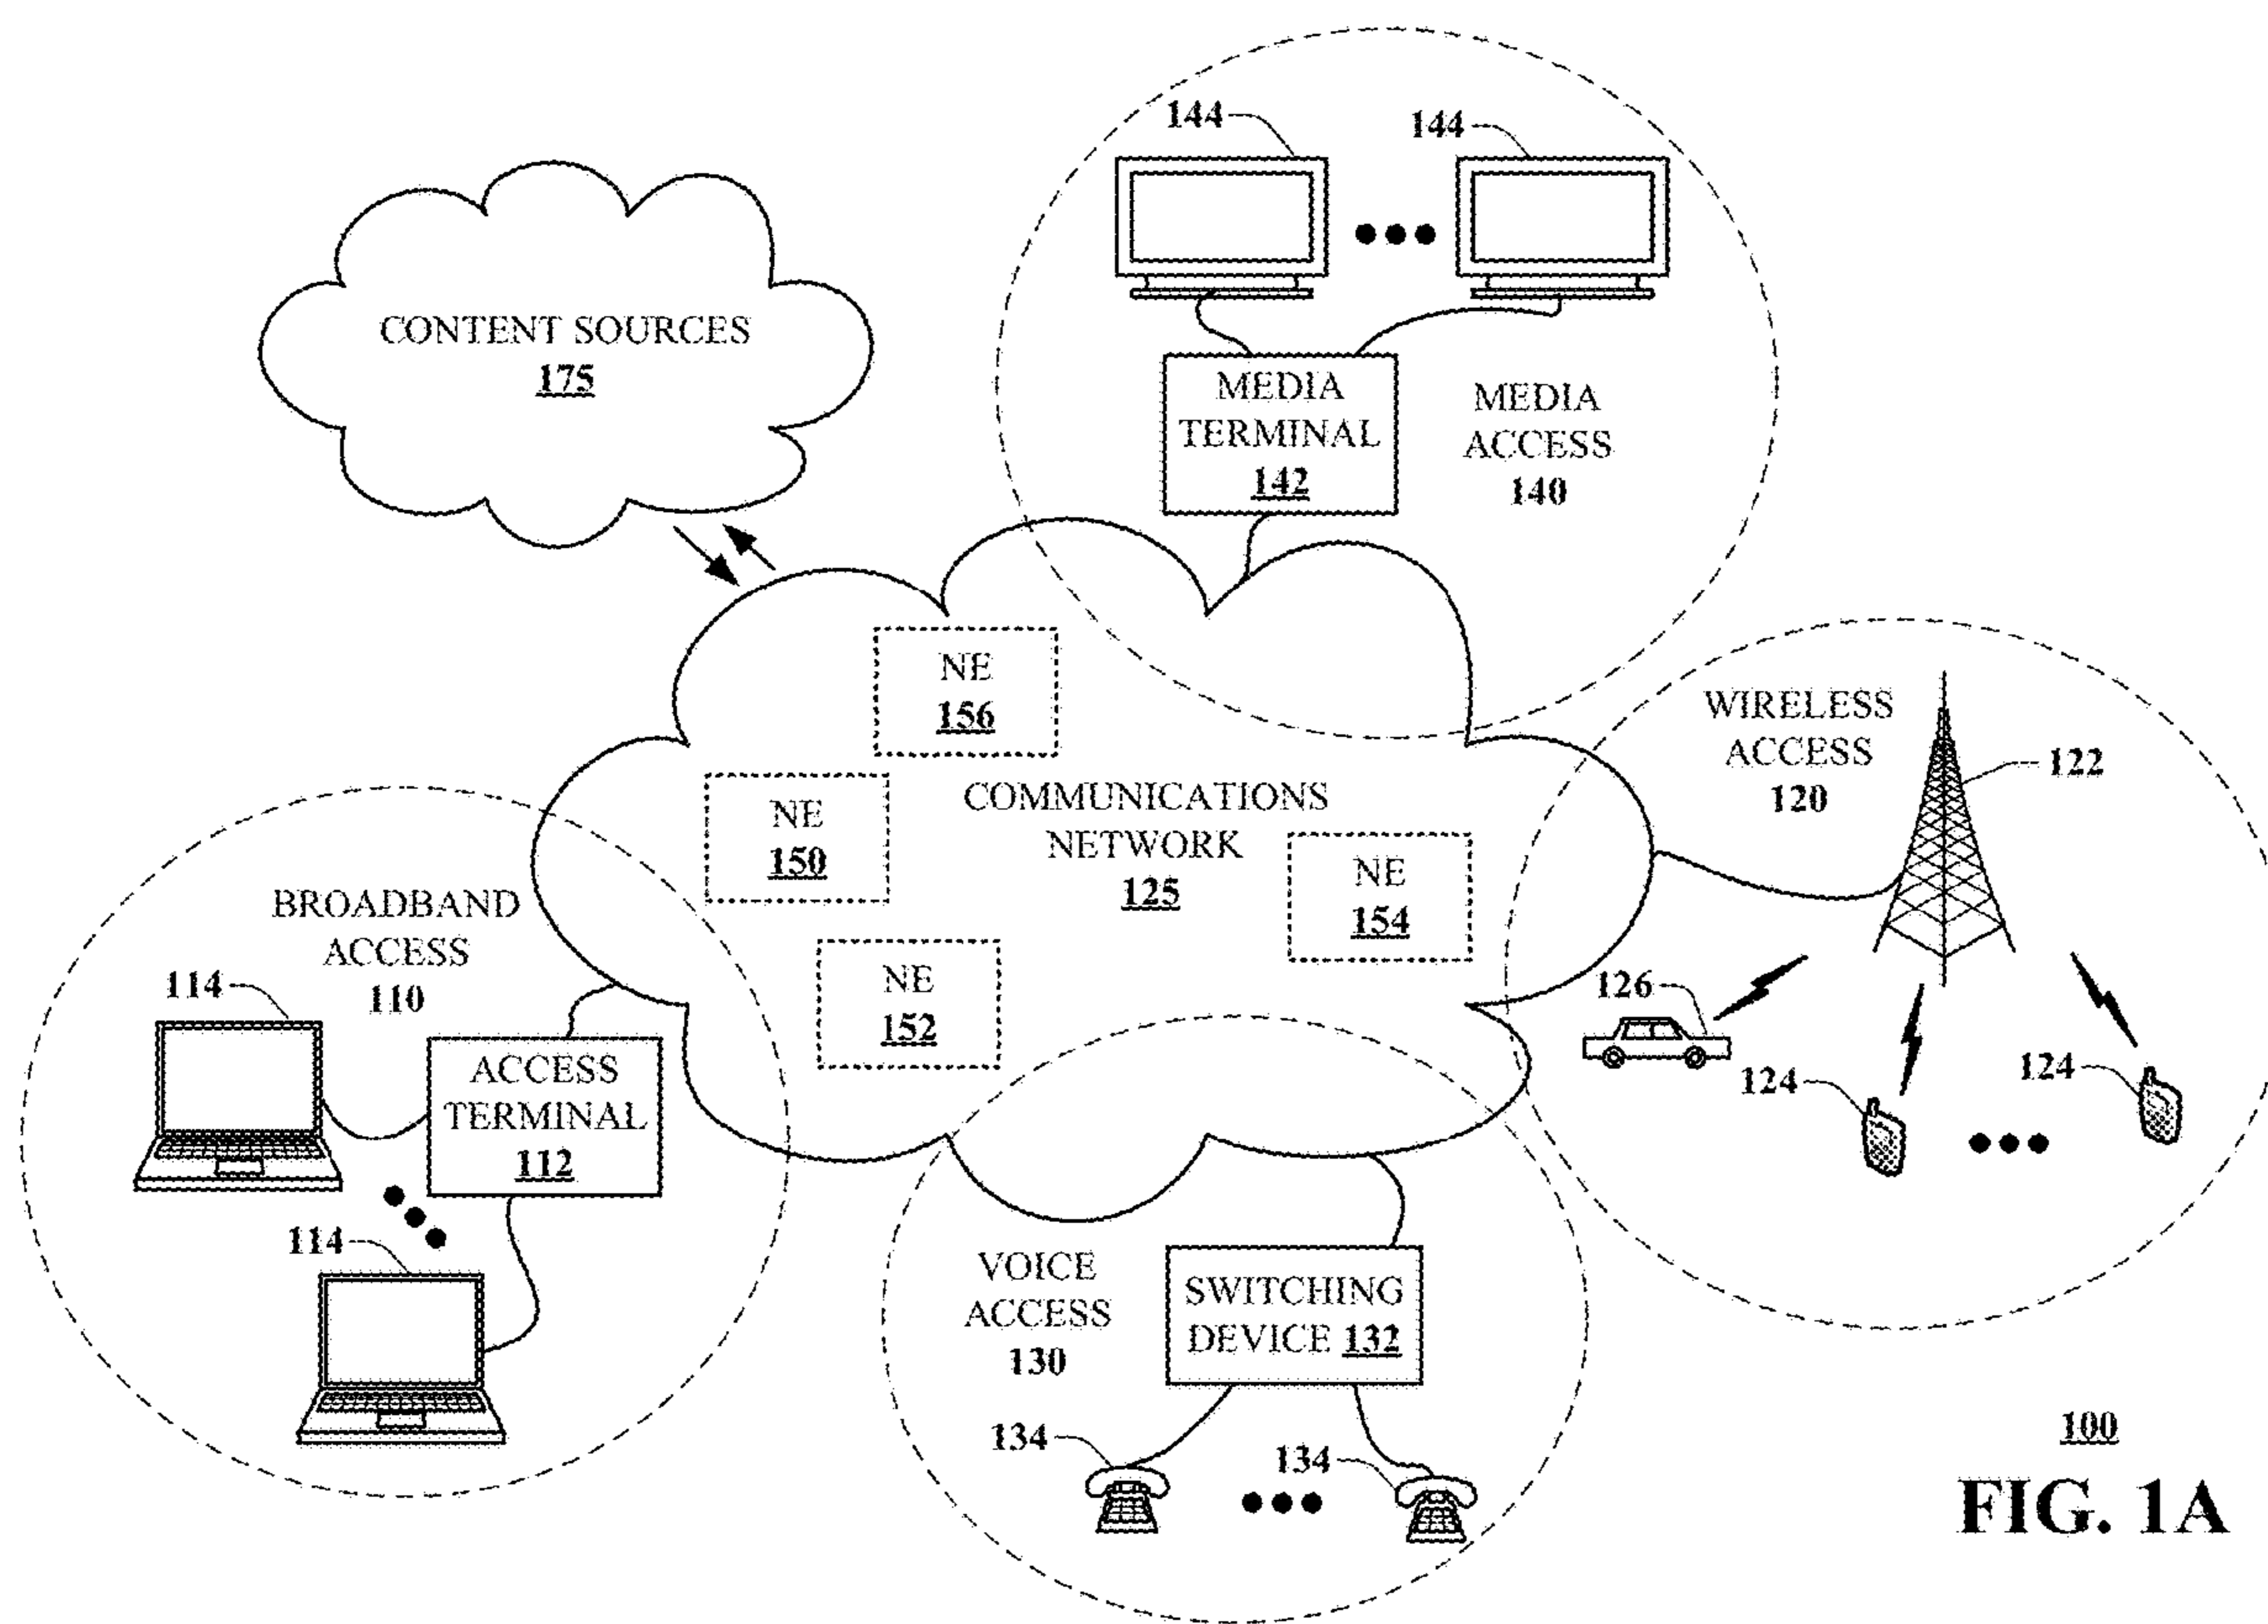 144
144
CONTENT SOURCES
175
MEDIA
TERMINAL
142
MEDIA
ACCESS
140
NE
156
WIRELESS
ACCESS
120
122
NE
150
COMMUNICATIONS
NETWORK
125
NE
154
BROADBAND
ACCESS
110
114
NE
152
126
124
124
ACCESS
TERMINAL
112
114
VOICE
ACCESS
130
SWITCHING
DEVICE 132
134
134
100
FIG. 1A